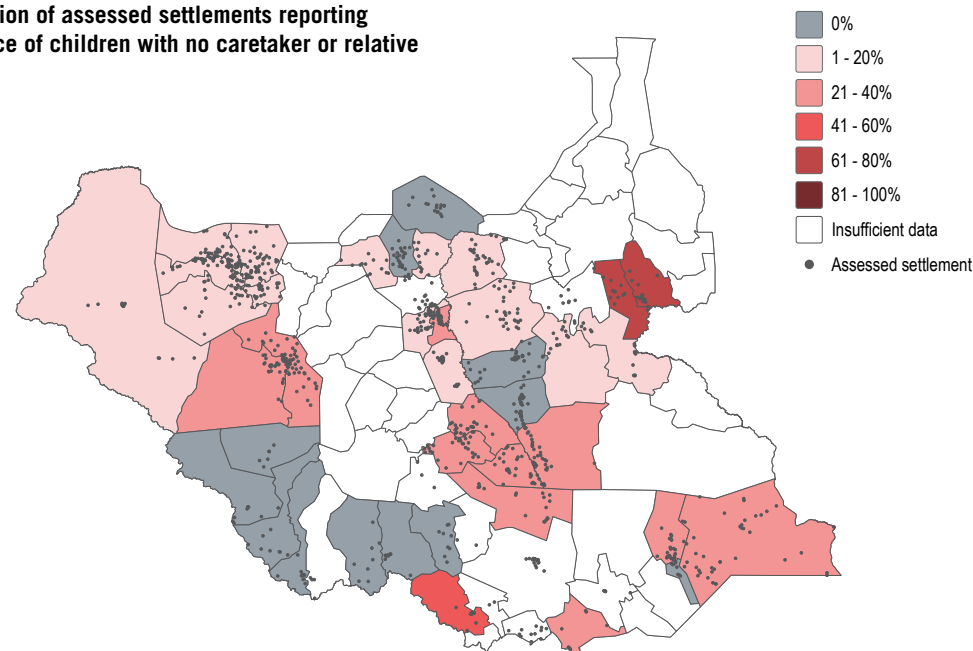 ion of assessed settlements reporting
ce of children with no caretaker or relative
0%
1 - 20%
21 - 40%
41 - 60%
61 - 80%
81 - 100%
Insufficient data
Assessed settlement